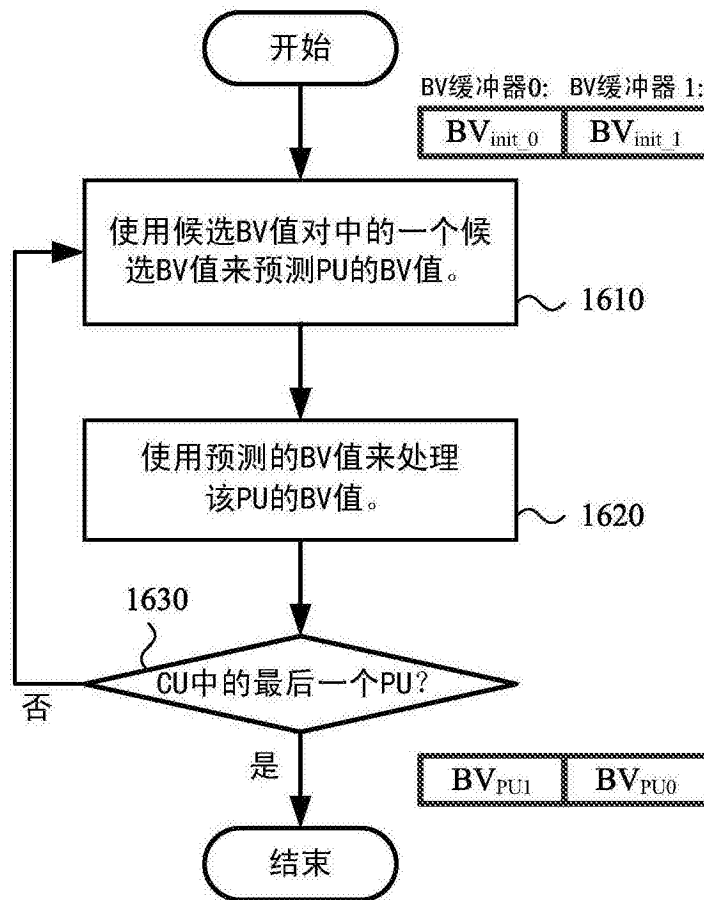 开始
BV缓冲器0: BV缓冲器 1:
BVinit_0 BVinit_1
使用候选BV值对中的一个候
选BV值来预测PU的BV值。
1610
使用预测的BV值来处理
该PU的BV值。
1620
1630
CU中的最后一个PU?
否
是
BVPU1 BVPU0
结束